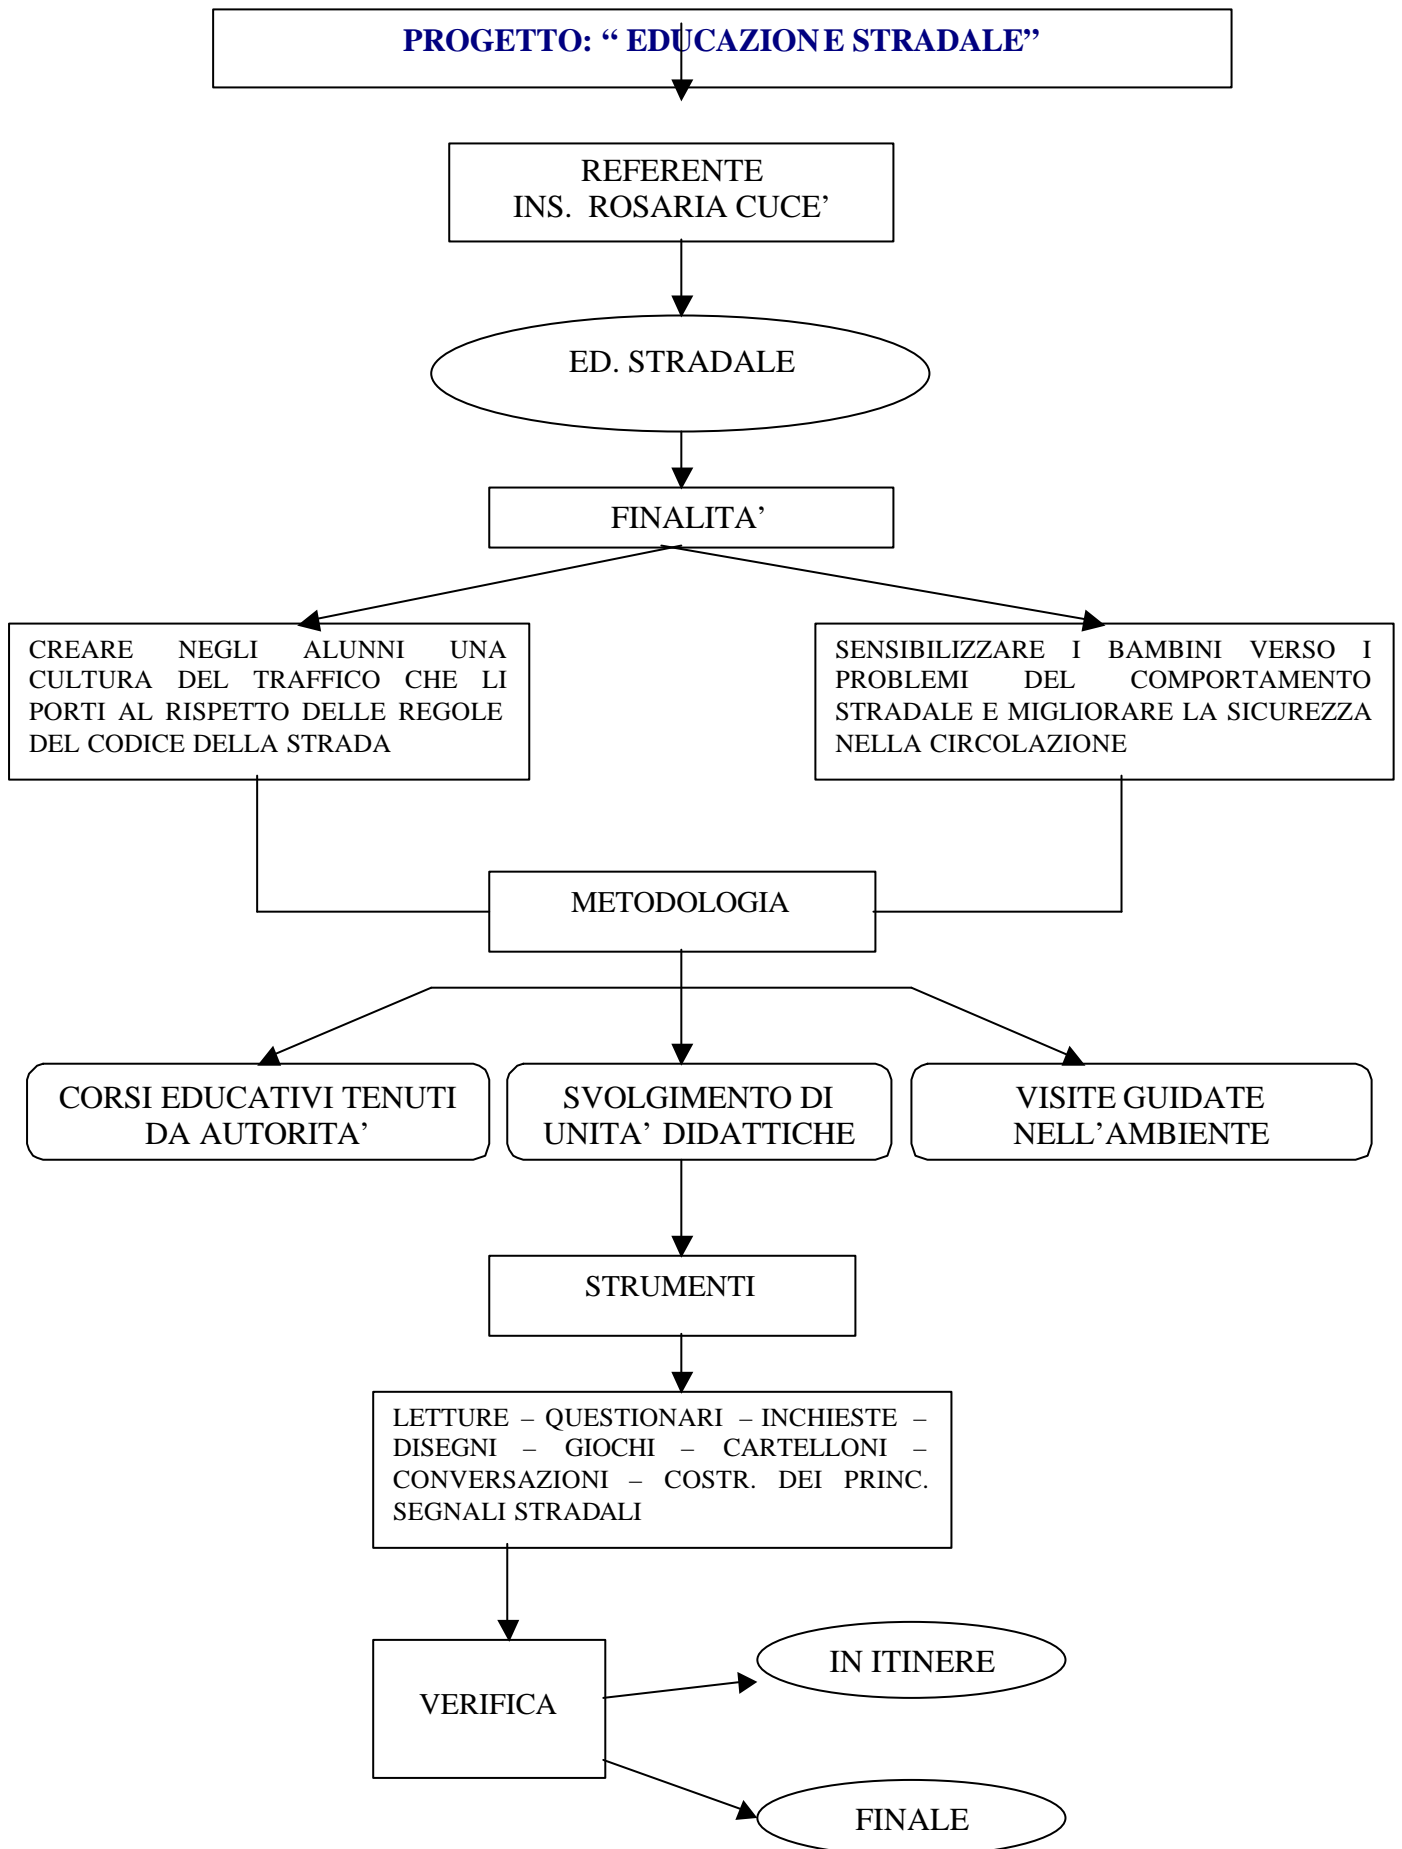 PROGETTO: “ EDUCAZIONE STRADALE”
REFERENTE
INS. ROSARIA CUCE’
ED. STRADALE
FINALITA’
CREARE NEGLI ALUNNI UNA
CULTURA DEL TRAFFICO CHE LI
PORTI AL RISPETTO DELLE REGOLE
DEL CODICE DELLA STRADA
SENSIBILIZZARE I BAMBINI VERSO I
PROBLEMI DEL COMPORTAMENTO
STRADALE E MIGLIORARE LA SICUREZZA
NELLA CIRCOLAZIONE
METODOLOGIA
CORSI EDUCATIVI TENUTI
DA AUTORITA’
SVOLGIMENTO DI
UNITA’ DIDATTICHE
VISITE GUIDATE
NELL’AMBIENTE
STRUMENTI
LETTURE – QUESTIONARI – INCHIESTE –
DISEGNI – GIOCHI – CARTELLONI –
CONVERSAZIONI – COSTR. DEI PRINC.
SEGNALI STRADALI
VERIFICA
IN ITINERE
FINALE